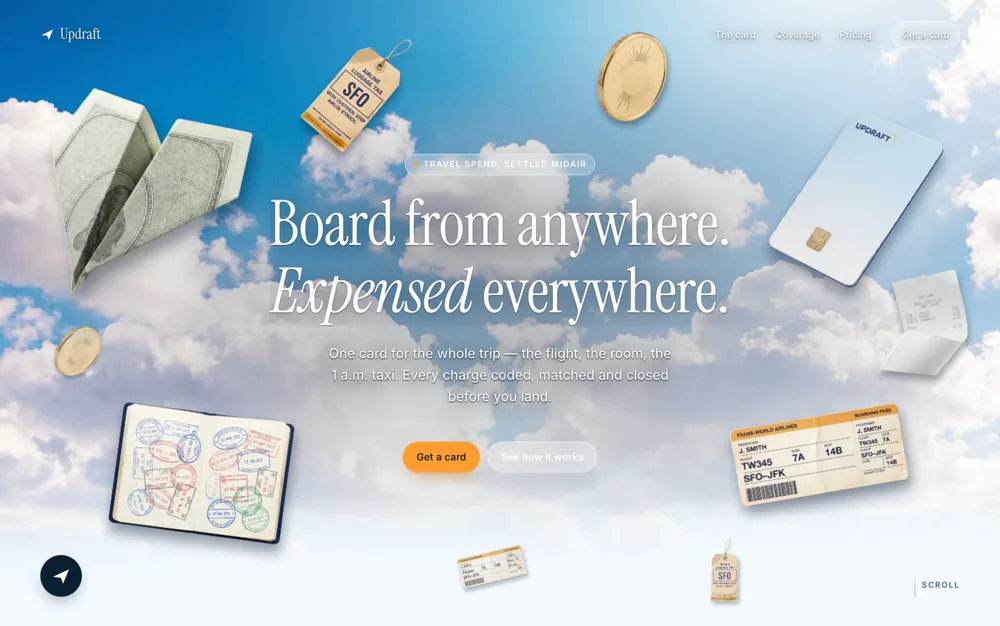 Updraft
The card
Coverage
Pricing
Get a card
AIRLINE
LUGGAGE TAG
SFO
UPDRAFT
TRAVEL SPEND, SETTLED MIDAIR
Board from anywhere.
Expensed everywhere.
One card for the whole trip — the flight, the room, the
1 a.m. taxi. Every charge coded, matched and closed
before you land.
Get a card
See how it works
TRANS-WORLD AIRLINES
BOARDING PASS
J. SMITH
TW345
7A
14B
SFO–JFK
J. SMITH
TW345
7A
SFO–JFK
14B
SFO-JFK
SFO
SCROLL